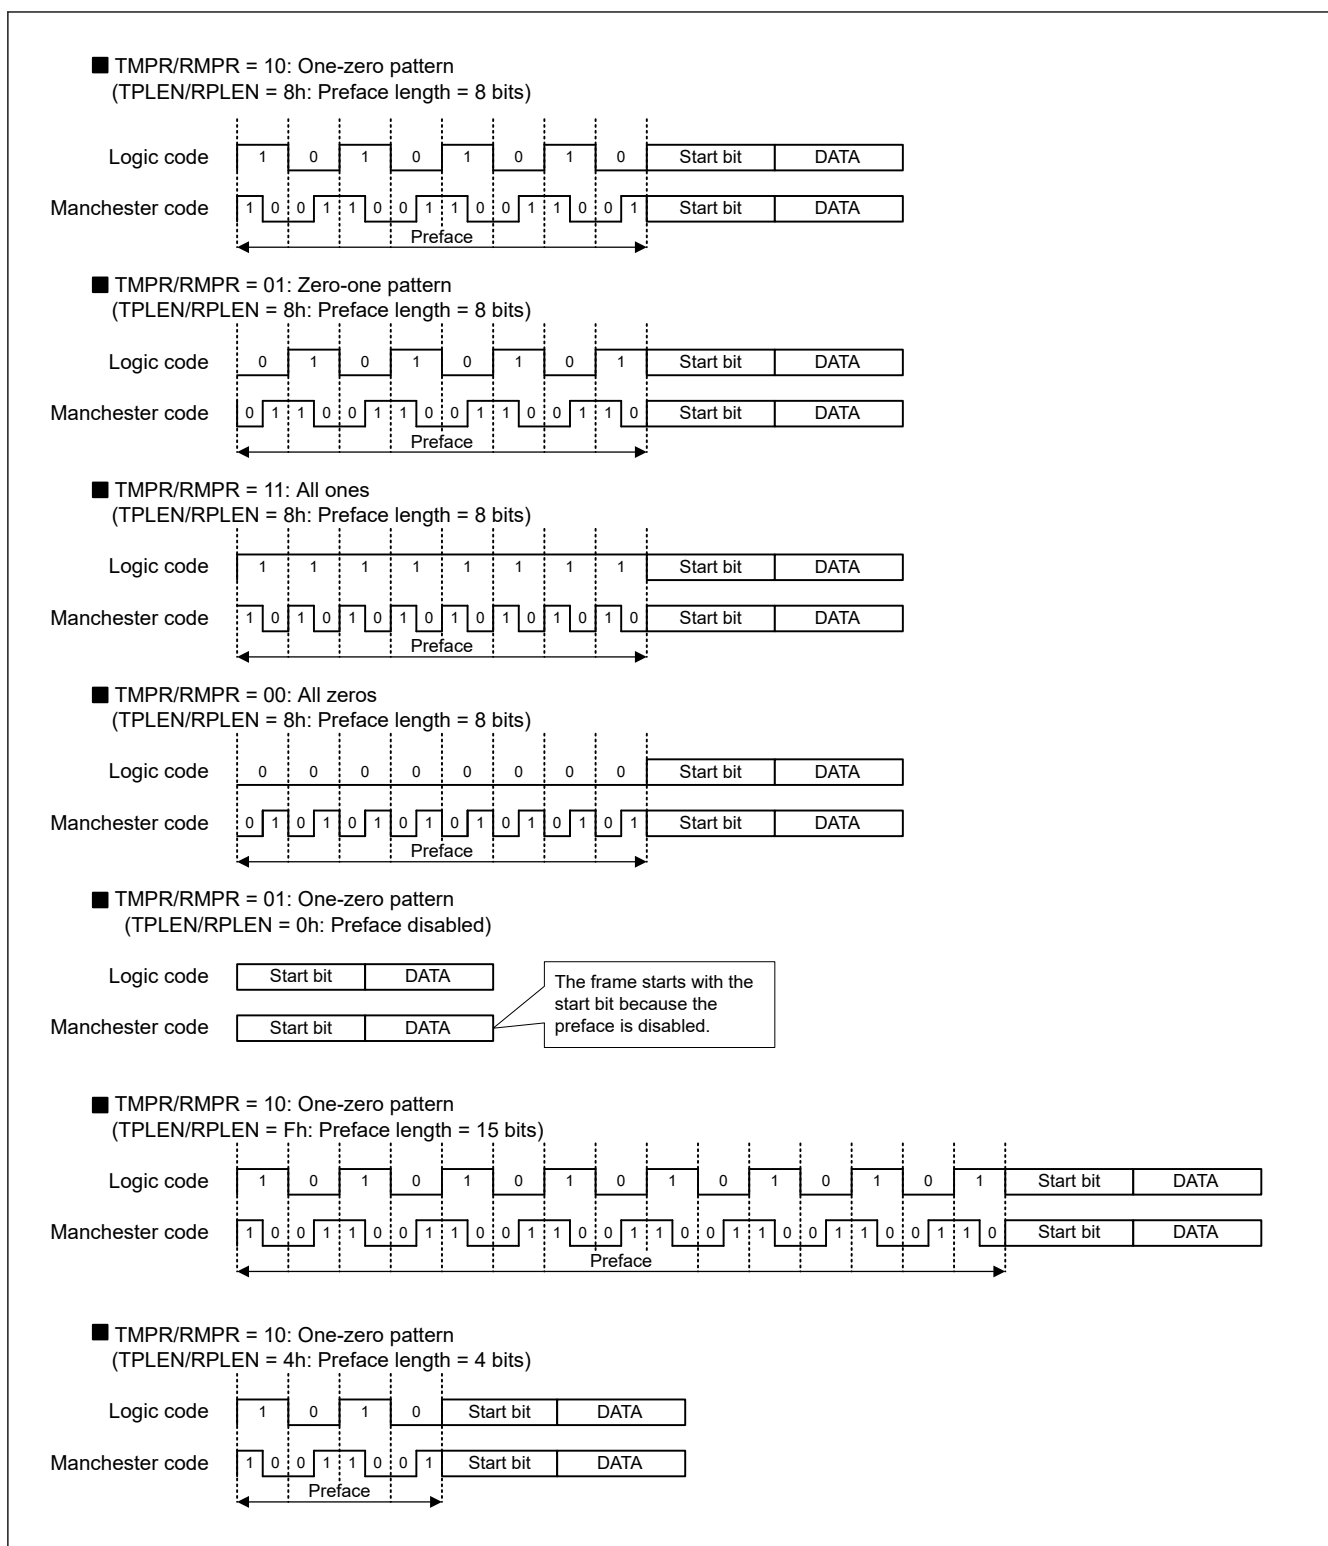 ■ TMPR/RMPR = 10: One-zero pattern
(TPLEN/RPLEN = 8h: Preface length = 8 bits)
Logic code 1 0 1 0 1 0 1 0 Start bit DATA
Manchester code 1 0 0 1 1 0 0 1 1 0 0 1 1 0 0 1 Start bit DATA
Preface
■ TMPR/RMPR = 01: Zero-one pattern
(TPLEN/RPLEN = 8h: Preface length = 8 bits)
Logic code 0 1 0 1 0 1 0 1 Start bit DATA
Manchester code 0 1 1 0 0 1 1 0 0 1 1 0 0 1 1 0 Start bit DATA
Preface
■ TMPR/RMPR = 11: All ones
(TPLEN/RPLEN = 8h: Preface length = 8 bits)
Logic code 1 1 1 1 1 1 1 1 Start bit DATA
Manchester code 1 0 1 0 1 0 1 0 1 0 1 0 1 0 1 0 Start bit DATA
Preface
■ TMPR/RMPR = 00: All zeros
(TPLEN/RPLEN = 8h: Preface length = 8 bits)
Logic code 0 0 0 0 0 0 0 0 Start bit DATA
Manchester code 0 1 0 1 0 1 0 1 0 1 0 1 0 1 0 1 Start bit DATA
Preface
■ TMPR/RMPR = 01: One-zero pattern
(TPLEN/RPLEN = 0h: Preface disabled)
Logic code Start bit DATA
Manchester code Start bit DATA
The frame starts with the
start bit because the
preface is disabled.
■ TMPR/RMPR = 10: One-zero pattern
(TPLEN/RPLEN = Fh: Preface length = 15 bits)
Logic code 1 0 1 0 1 0 1 0 1 0 1 0 1 0 1 Start bit DATA
Manchester code 1 0 0 1 1 0 0 1 1 0 0 1 1 0 0 1 1 0 0 1 1 0 0 1 1 0 0 1 1 0 Start bit DATA
Preface
■ TMPR/RMPR = 10: One-zero pattern
(TPLEN/RPLEN = 4h: Preface length = 4 bits)
Logic code 1 0 1 0 Start bit DATA
Manchester code 1 0 0 1 1 0 0 1 Start bit DATA
Preface